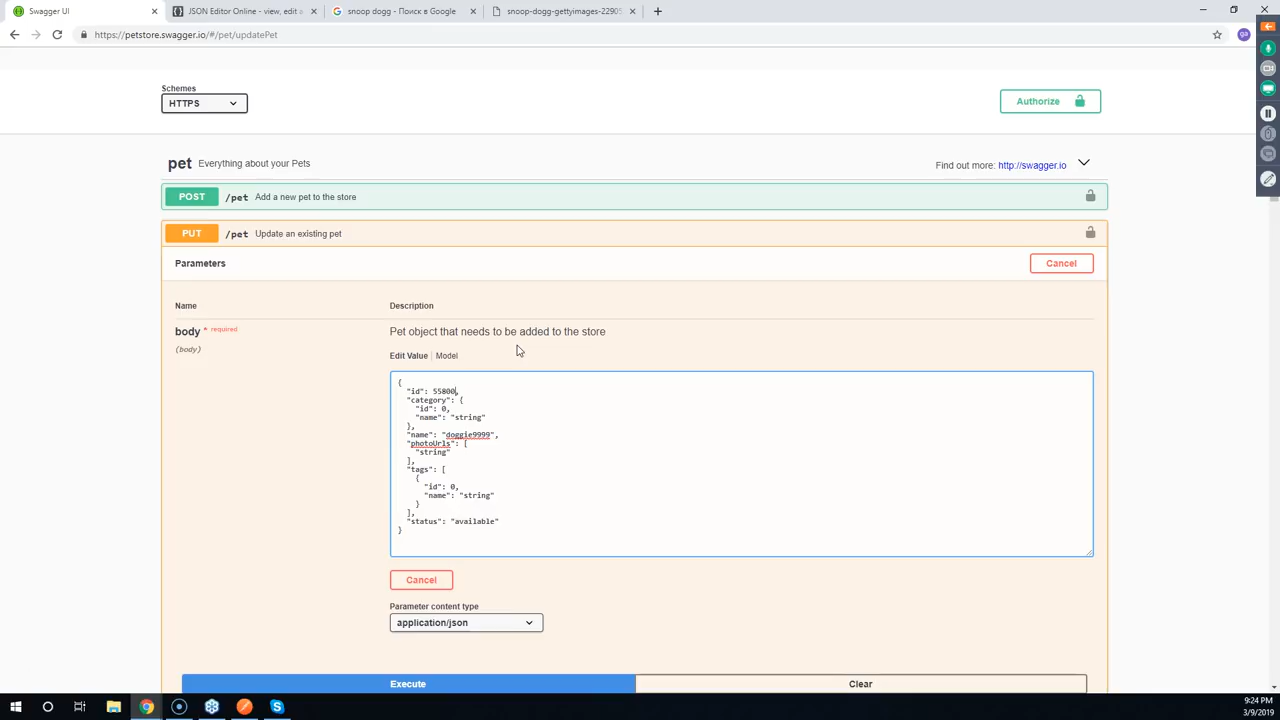 Swagger UI
JSON Editor Online - view, edit a
snoop dogg - Поиск в Google
snoop-dogg-gettyimages-22905
https://petstore.swagger.io/#/pet/updatePet
Schemes
HTTPS
Authorize
pet Everything about your Pets
Find out more: http://swagger.io
POST /pet Add a new pet to the store
PUT /pet Update an existing pet
Parameters
Cancel
Name Description
body * required
(body)
Pet object that needs to be added to the store
Edit Value | Model
{
"id": 55800,
"category": {
"id": 0,
"name": "string"
},
"name": "doggie9999",
"photoUrls": [
"string"
],
"tags": [
{
"id": 0,
"name": "string"
}
],
"status": "available"
}
Cancel
Parameter content type
application/json
Execute
Clear
9:24 PM
3/9/2019